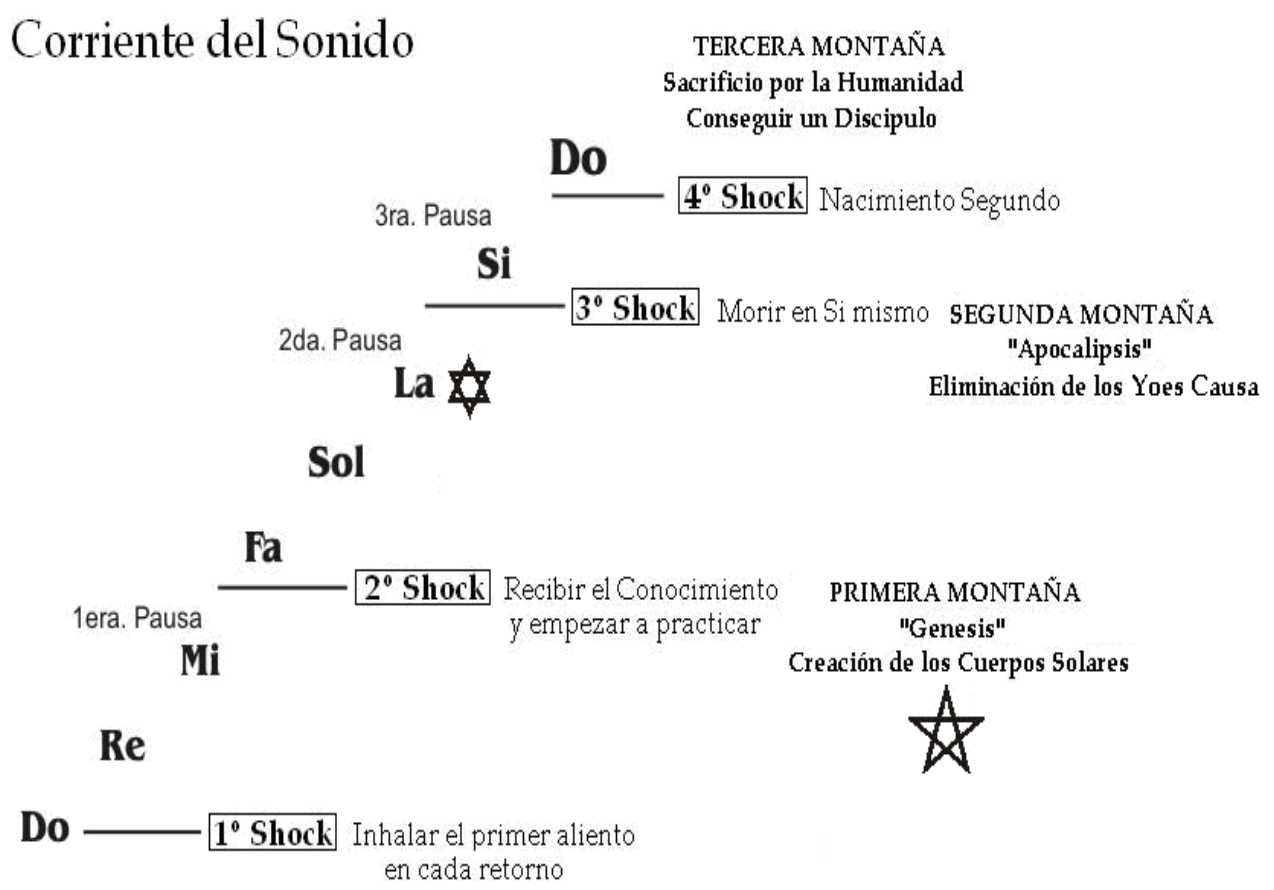 Corriente del Sonido
TERCERA MONTAÑA
Sacrificio por la Humanidad
Conseguir un Discipulo
Do
4º Shock Nacimiento Segundo
3ra. Pausa
Si
3º Shock Morir en Si mismo
SEGUNDA MONTAÑA
"Apocalipsis"
Eliminación de los Yoes Causa
2da. Pausa
La
Sol
Fa
2º Shock Recibir el Conocimiento
y empezar a practicar
PRIMERA MONTAÑA
"Genesis"
Creación de los Cuerpos Solares
1era. Pausa
Mi
Re
Do
1º Shock Inhalar el primer aliento
en cada retorno